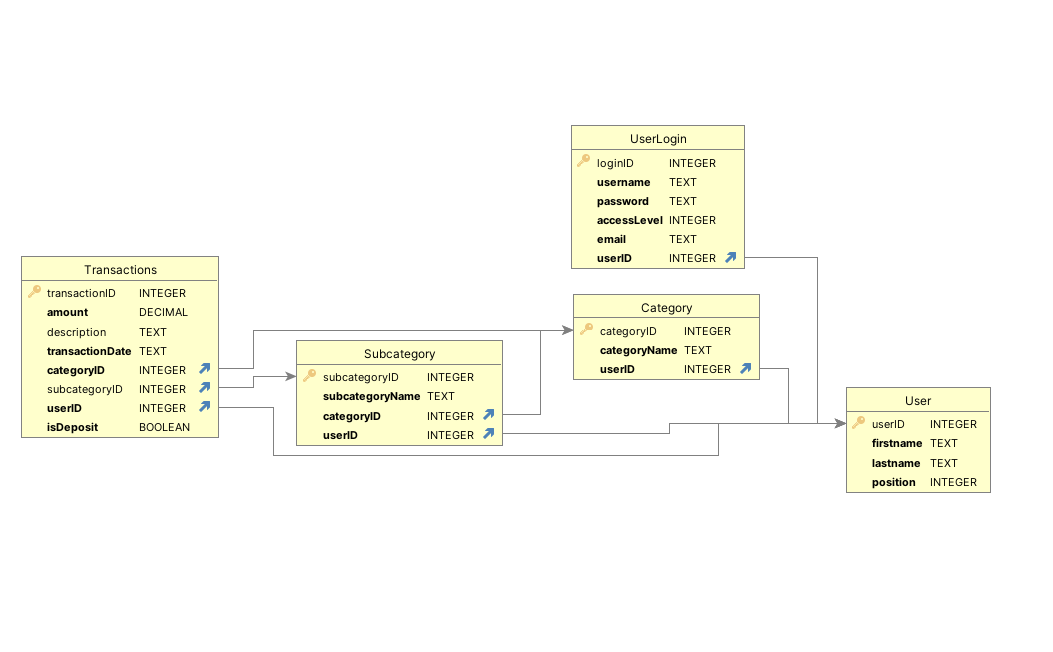 UserLogin
loginID INTEGER
username TEXT
password TEXT
accessLevel INTEGER
email TEXT
userID INTEGER
Transactions
transactionID INTEGER
amount DECIMAL
description TEXT
transactionDate TEXT
categoryID INTEGER
subcategoryID INTEGER
userID INTEGER
isDeposit BOOLEAN
Subcategory
subcategoryID INTEGER
subcategoryName TEXT
categoryID INTEGER
userID INTEGER
Category
categoryID INTEGER
categoryName TEXT
userID INTEGER
User
userID INTEGER
firstname TEXT
lastname TEXT
position INTEGER